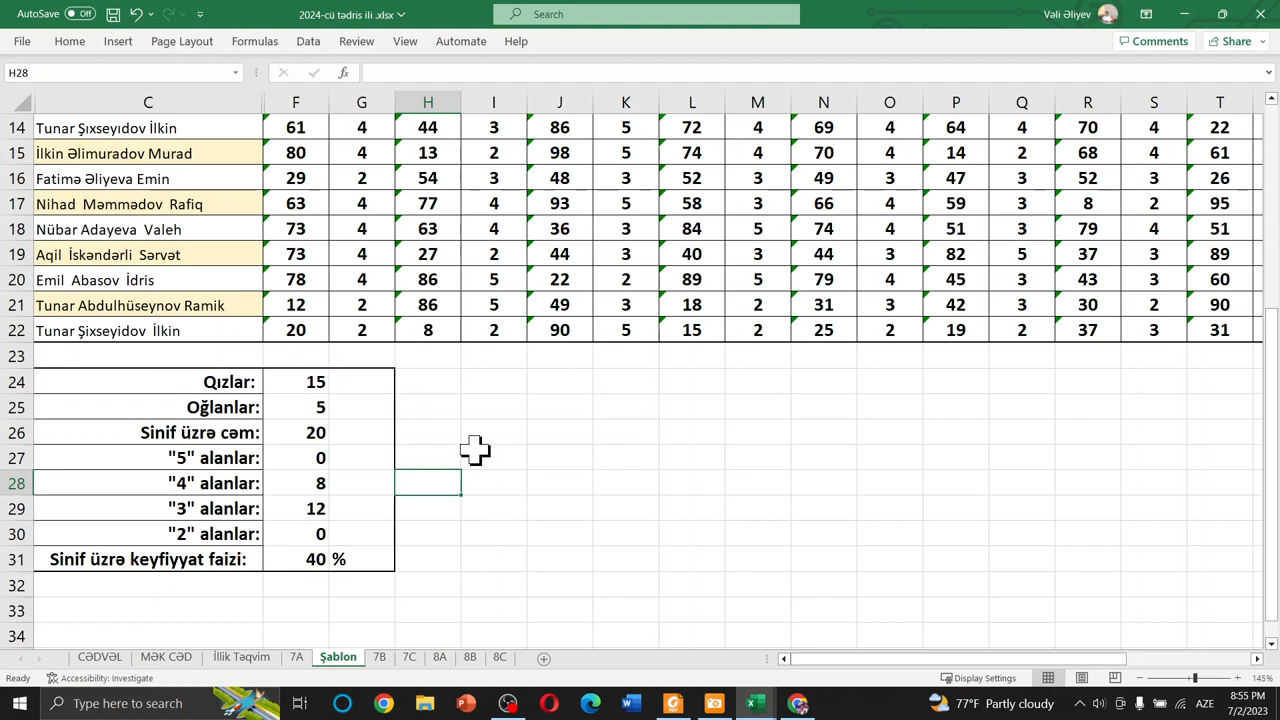 AutoSave Off 2024-cü tədris ili .xlsx Search Vəli Əliyev
File Home Insert Page Layout Formulas Data Review View Automate Help Comments Share
H28 fx
C F G H I J K L M N O P Q R S T
14 Tunar Şıxseyıdov İlkin 61 4 44 3 86 5 72 4 69 4 64 4 70 4 22
15 İlkin Əlimuradov Murad 80 4 13 2 98 5 74 4 70 4 14 2 68 4 61
16 Fatimə Əliyeva Emin 29 2 54 3 48 3 52 3 49 3 47 3 52 3 26
17 Nihad Məmmədov Rafiq 63 4 77 4 93 5 58 3 66 4 59 3 8 2 95
18 Nübar Adayeva Valeh 73 4 63 4 36 3 84 5 74 4 51 3 79 4 51
19 Aqil İskəndərli Sərvət 73 4 27 2 44 3 40 3 44 3 82 5 37 3 89
20 Emil Abasov İdris 78 4 86 5 22 2 89 5 79 4 45 3 43 3 60
21 Tunar Abdulhüseynov Ramik 12 2 86 5 49 3 18 2 31 3 42 3 30 2 90
22 Tunar Şixseyidov İlkin 20 2 8 2 90 5 15 2 25 2 19 2 37 3 31
23
24 Qızlar: 15
25 Oğlanlar: 5
26 Sinif üzrə cəm: 20
27 "5" alanlar: 0
28 "4" alanlar: 8
29 "3" alanlar: 12
30 "2" alanlar: 0
31 Sinif üzrə keyfiyyat faizi: 40 %
32
33
34
CƏDVƏL MƏK CƏD İllik Təqvim 7A Şablon 7B 7C 8A 8B 8C
Ready Accessibility: Investigate Display Settings 145%
Type here to search 77°F Partly cloudy AZE 8:55 PM
7/2/2023